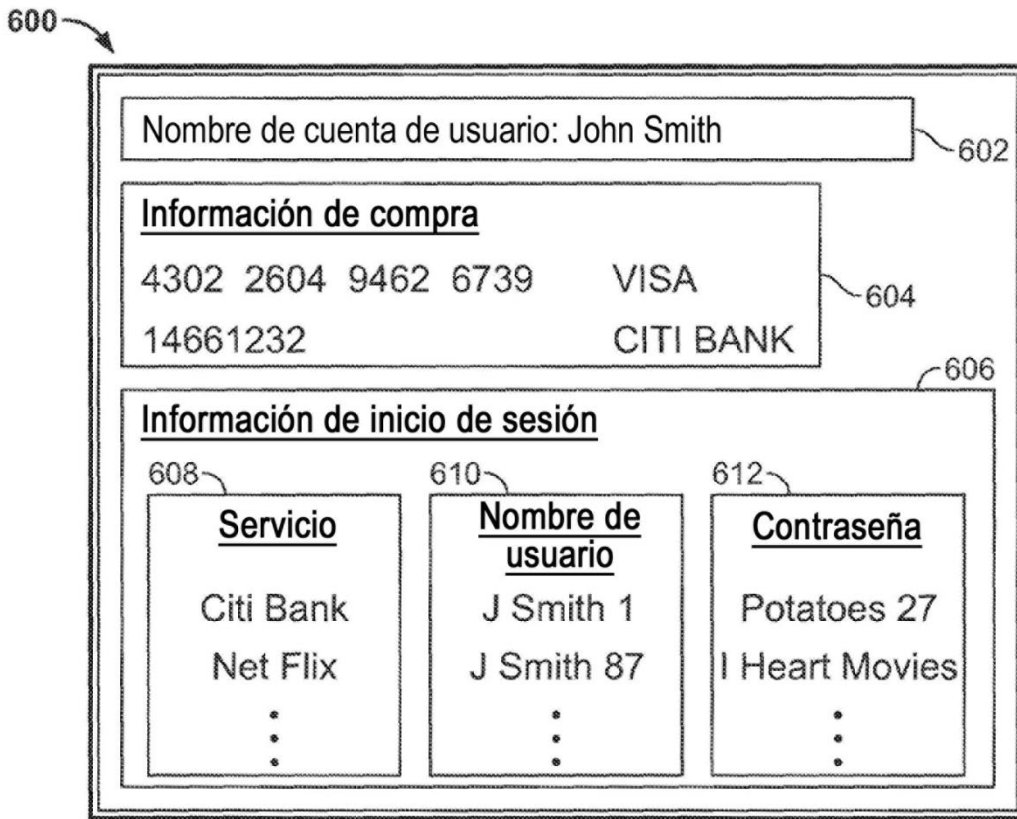 600
Nombre de cuenta de usuario: John Smith
602
Información de compra
4302 2604 9462 6739 VISA
604
14661232 CITI BANK
606
Información de inicio de sesión
608 610 612
Servicio Nombre de usuario Contraseña
Citi Bank J Smith 1 Potatoes 27
Net Flix J Smith 87 I Heart Movies